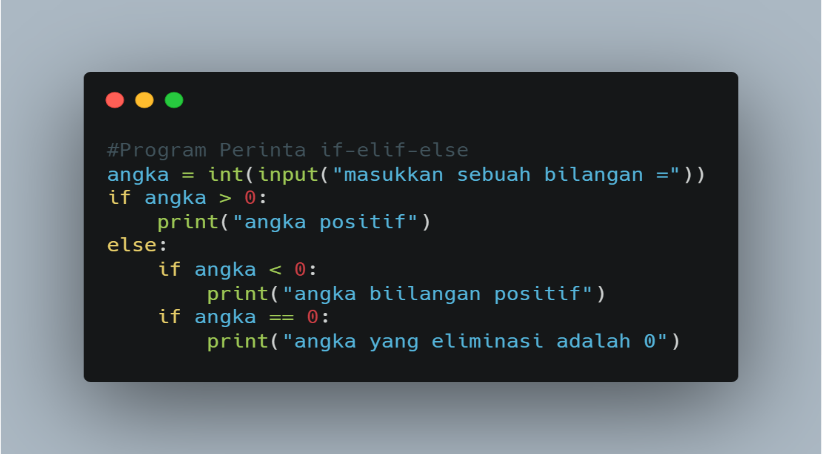 #Program Perinta if-elif-else
angka = int(input("masukkan sebuah bilangan ="))
if angka > 0:
    print("angka positif")
else:
    if angka < 0:
        print("angka biilangan positif")
    if angka == 0:
        print("angka yang eliminasi adalah 0")